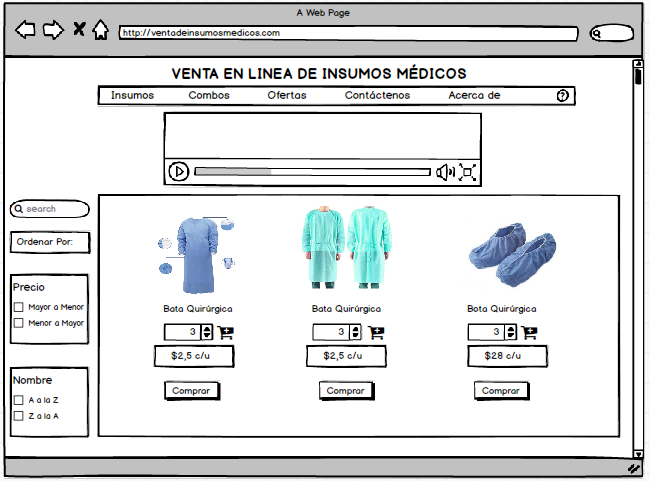 A Web Page
http://ventadeinsumosmedicos.com
VENTA EN LINEA DE INSUMOS MÉDICOS
Insumos Combos Ofertas Contáctenos Acerca de ?
search
Ordenar Por:
Precio
Mayor a Menor
Menor a Mayor
Nombre
A a la Z
Z a la A
Bata Quirúrgica Bata Quirúrgica Bota Quirúrgica
3 3 3
$2,5 c/u $2,5 c/u $28 c/u
Comprar Comprar Comprar